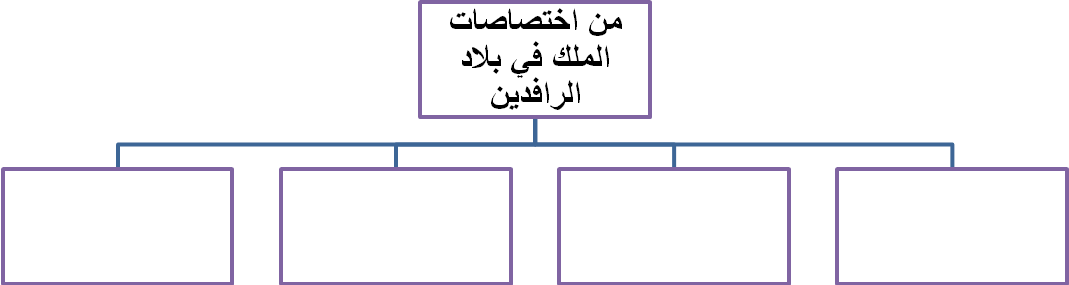 من اختصاصات
الملك في بلاد
الرافدين